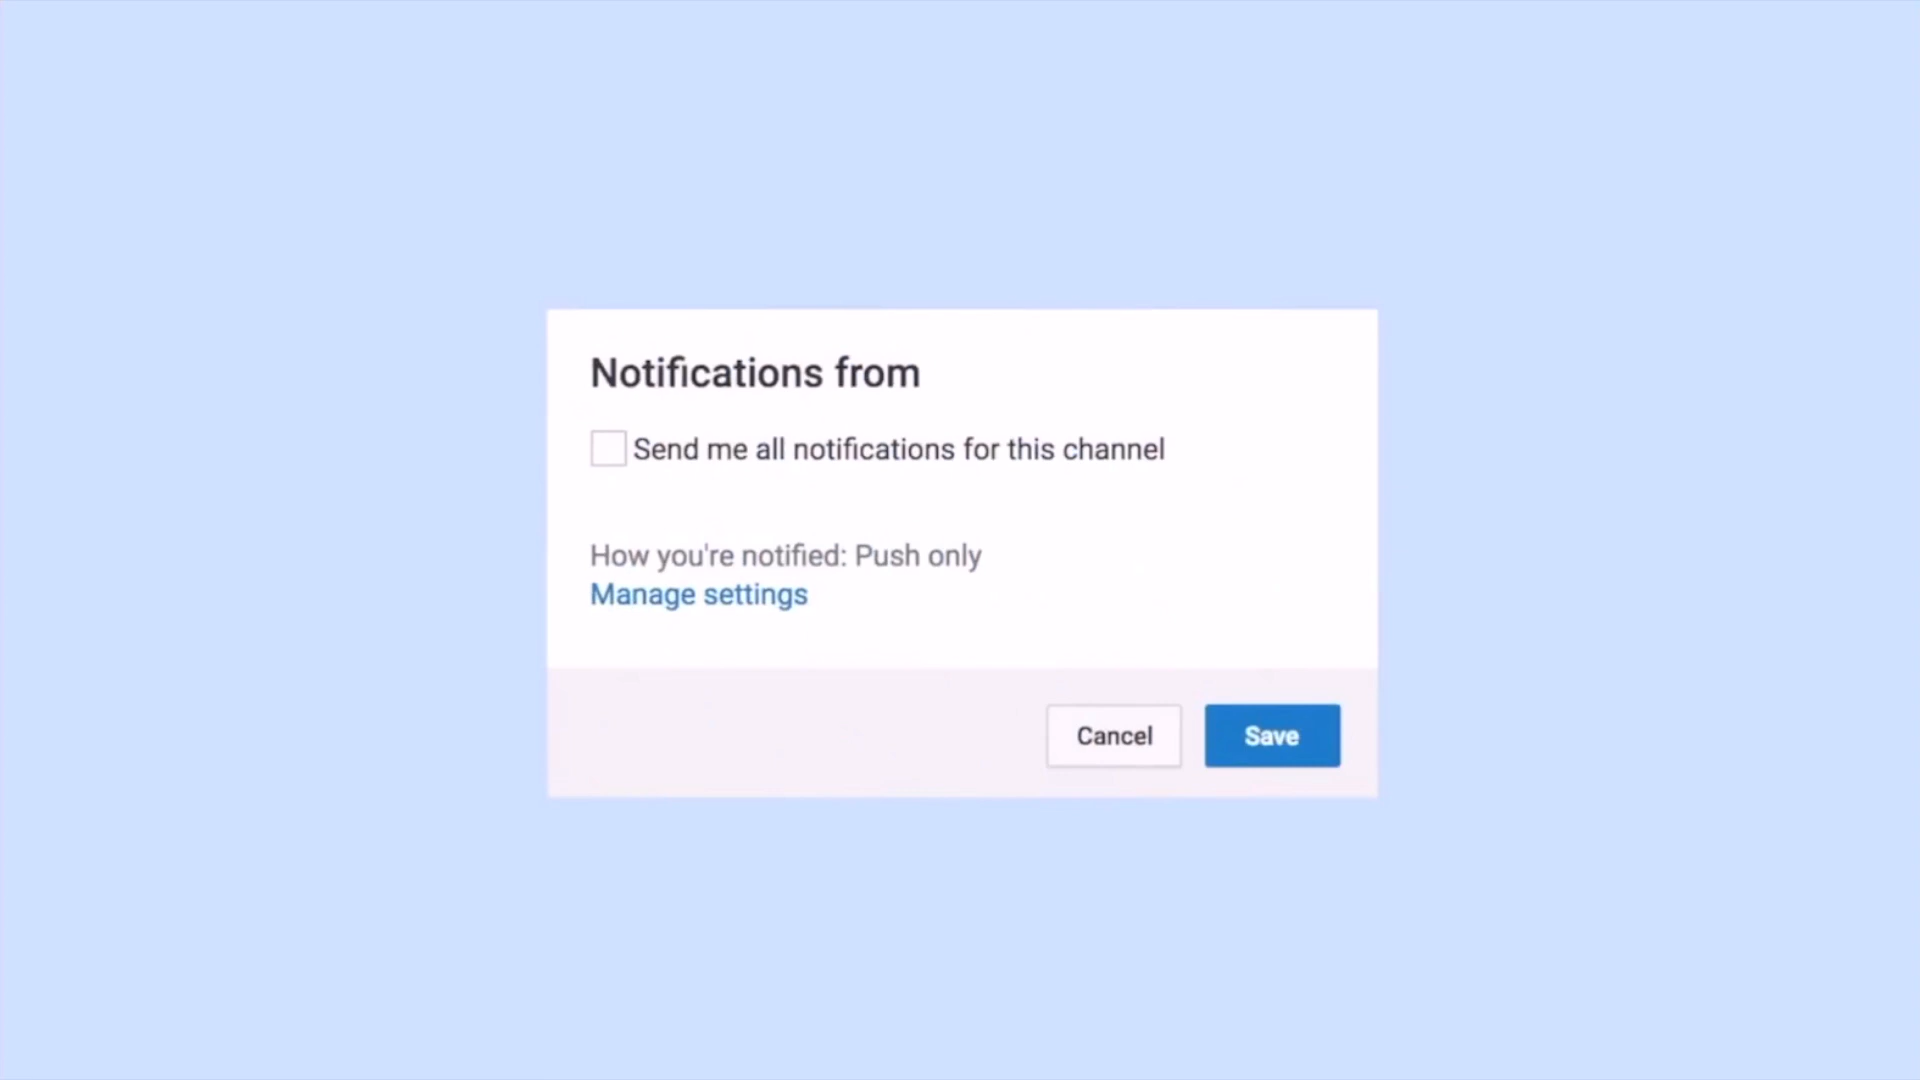 Notifications from
Send me all notifications for this channel
How you're notified: Push only
Manage settings
Cancel Save